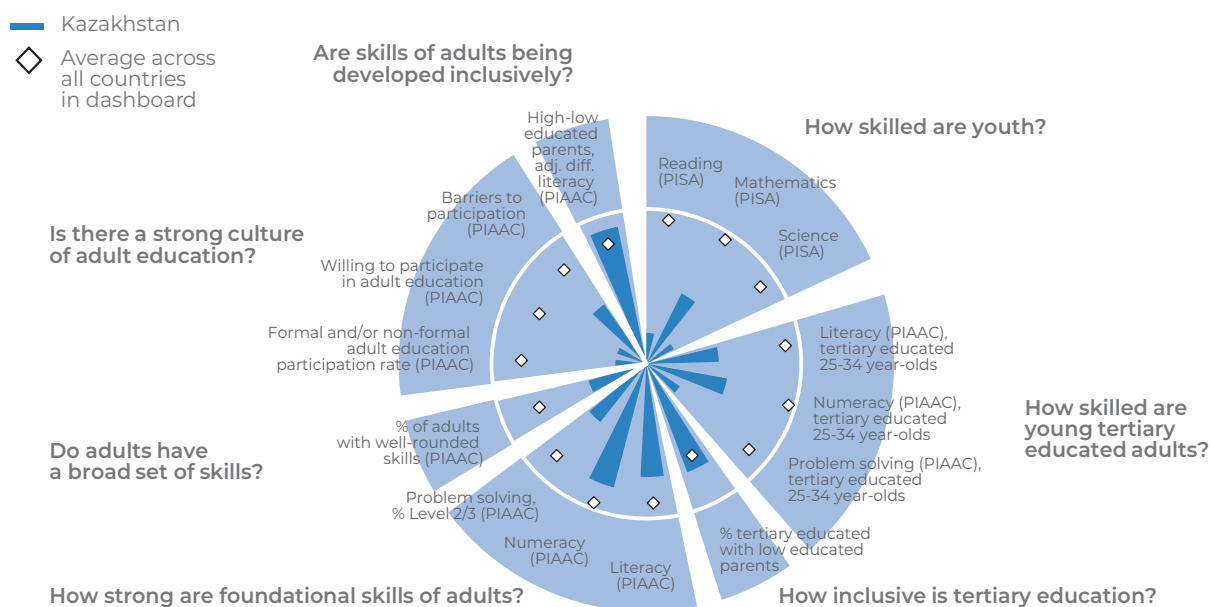 Kazakhstan
Average across
all countries
in dashboard
Are skills of adults being
developed inclusively?
High-low
educated
parents,
adj. diff.
literacy
(PIAAC)
How skilled are youth?
Reading
(PISA)
Mathematics
(PISA)
Science
(PISA)
Barriers to
participation
(PIAAC)
Is there a strong culture
of adult education?
Willing to participate
in adult education
(PIAAC)
Formal and/or non-formal
adult education
participation rate (PIAAC)
Literacy (PIAAC),
tertiary educated
25-34 year-olds
Numeracy (PIAAC),
tertiary educated
25-34 year-olds
Problem solving (PIAAC),
tertiary educated
25-34 year-olds
How skilled are
young tertiary
educated adults?
Do adults have
a broad set of skills?
% of adults
with well-rounded
skills (PIAAC)
Problem solving,
% Level 2/3 (PIAAC)
Numeracy
(PIAAC)
Literacy
(PIAAC)
% tertiary educated
with low educated
parents
How strong are foundational skills of adults?
How inclusive is tertiary education?